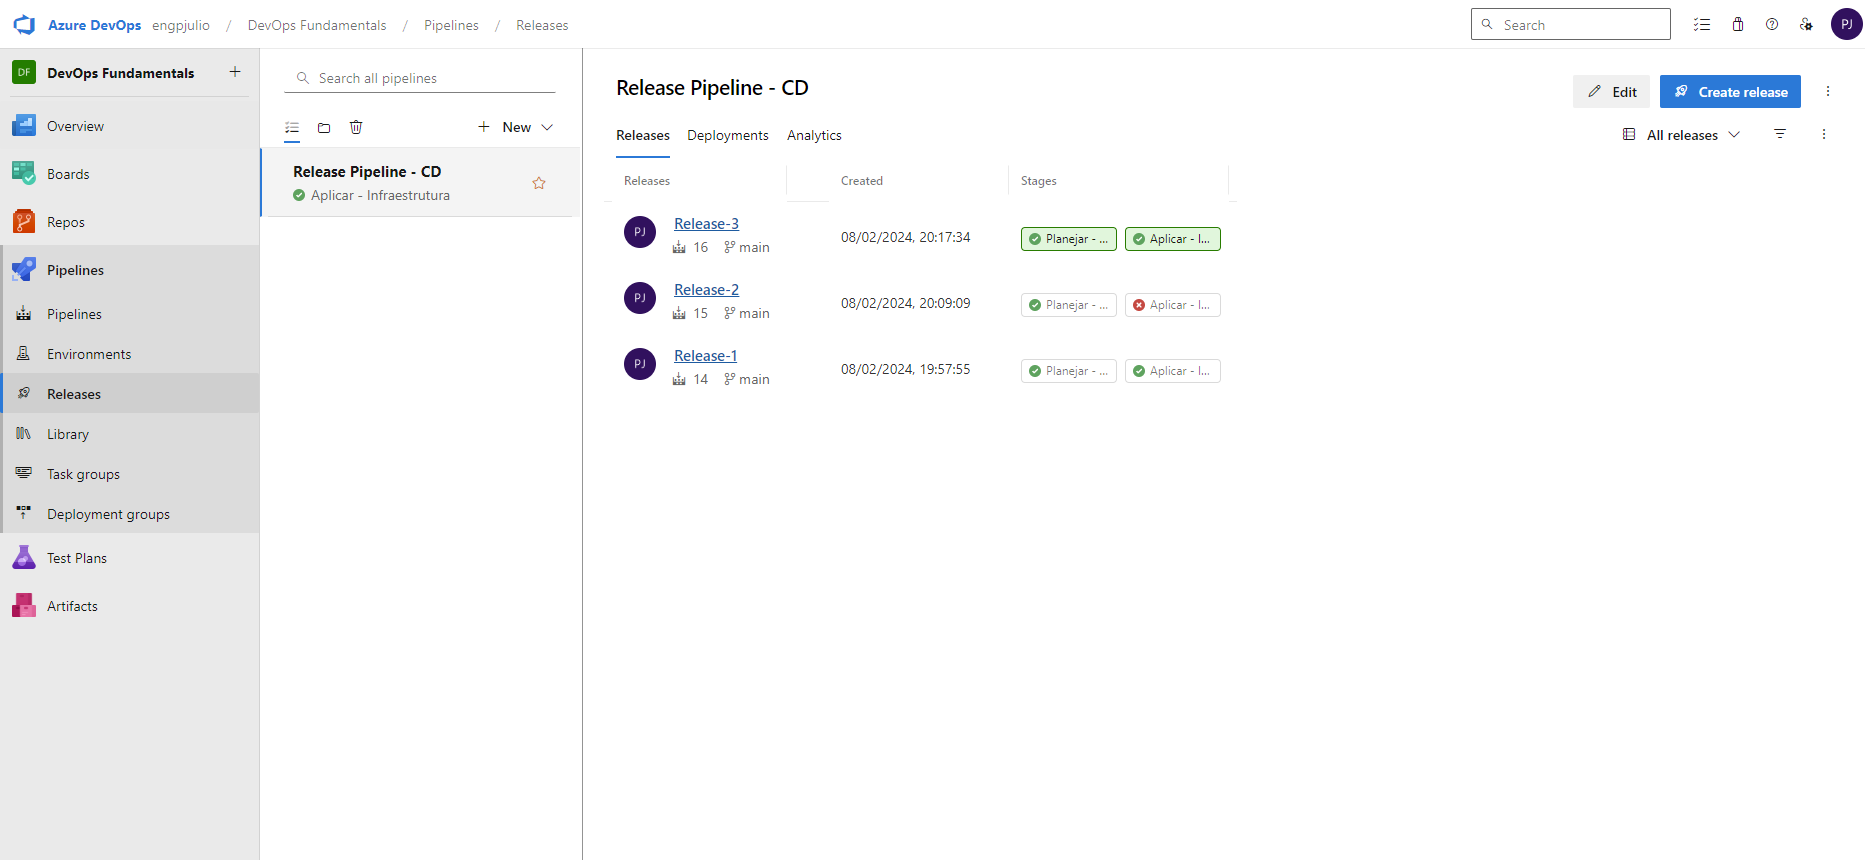 Azure DevOps engpjulio / DevOps Fundamentals / Pipelines / Releases
Search
PJ
DF DevOps Fundamentals
Overview
Boards
Repos
Pipelines
Pipelines
Environments
Releases
Library
Task groups
Deployment groups
Test Plans
Artifacts
Search all pipelines
New
Release Pipeline - CD
Aplicar - Infraestrutura
Release Pipeline - CD
Edit
Create release
Releases Deployments Analytics
All releases
Releases Created Stages
PJ Release-3
16 main
08/02/2024, 20:17:34
Planejar - ... Aplicar - I...
PJ Release-2
15 main
08/02/2024, 20:09:09
Planejar - ... Aplicar - I...
PJ Release-1
14 main
08/02/2024, 19:57:55
Planejar - ... Aplicar - I...